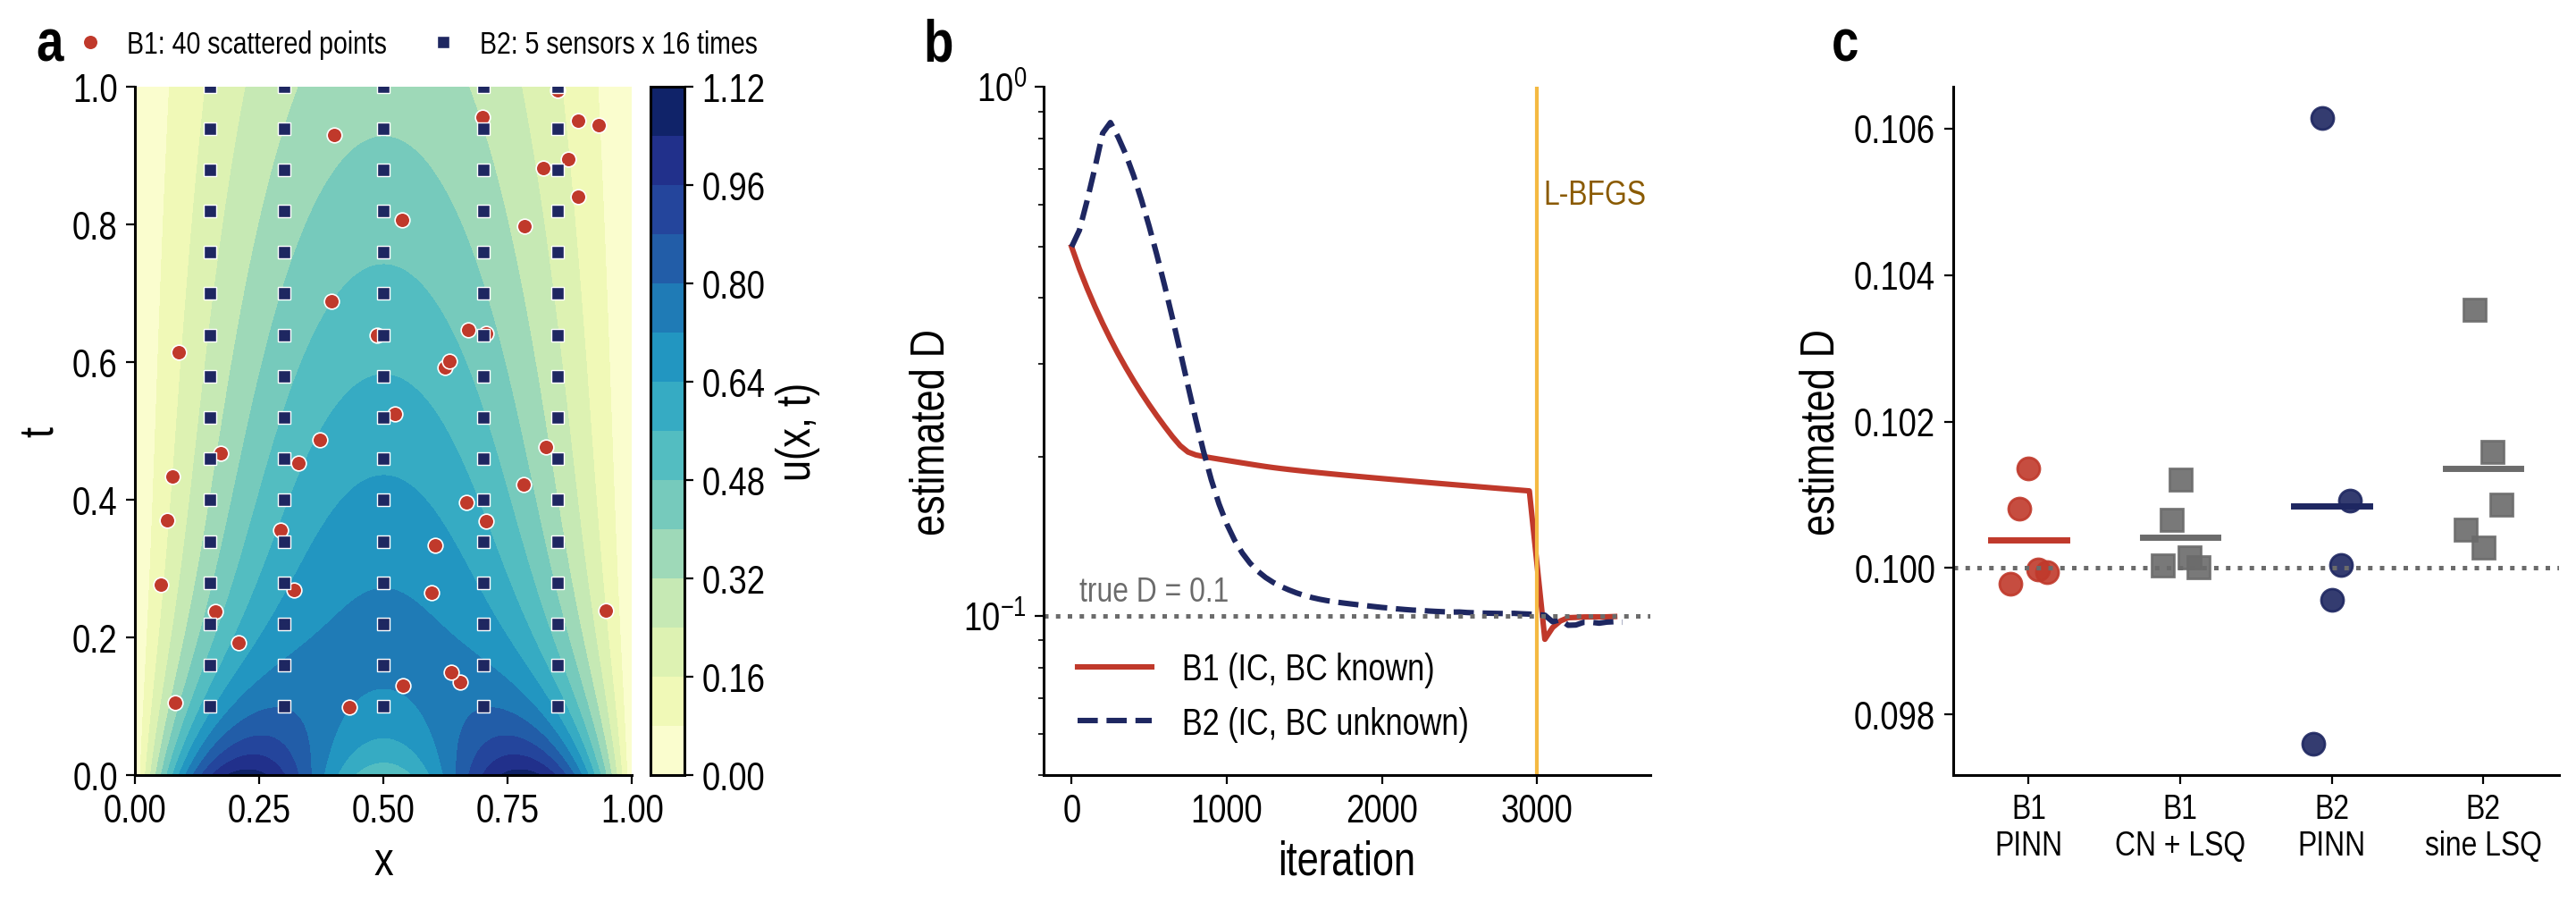 a
B1: 40 scattered points
B2: 5 sensors x 16 times
1.0
0.8
0.6
0.4
0.2
0.0
t
0.00
0.25
0.50
0.75
1.00
x
1.12
0.96
0.80
0.64
0.48
0.32
0.16
0.00
u(x, t)
b
10⁰
10⁻¹
estimated D
L-BFGS
true D = 0.1
B1 (IC, BC known)
B2 (IC, BC unknown)
0
1000
2000
3000
iteration
c
0.106
0.104
0.102
0.100
0.098
estimated D
B1
PINN
B1
CN + LSQ
B2
PINN
B2
sine LSQ